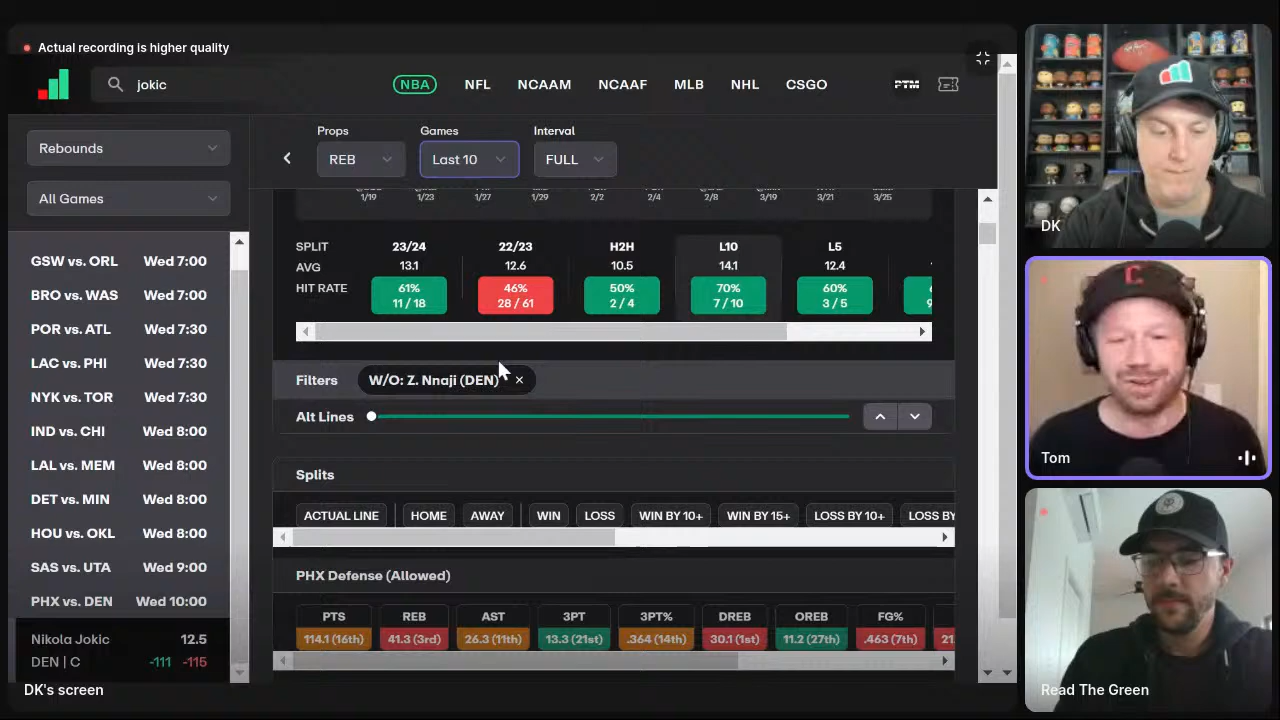 Actual recording is higher quality
jokic
NBA NFL NCAAM NCAAF MLB NHL CSGO PTM
Rebounds
All Games
Props Games Interval
REB Last 10 FULL
1/19 1/23 1/27 1/29 2/2 2/4 2/8 3/19 3/21 3/25
GSW vs. ORL Wed 7:00
BRO vs. WAS Wed 7:00
POR vs. ATL Wed 7:30
LAC vs. PHI Wed 7:30
NYK vs. TOR Wed 7:30
IND vs. CHI Wed 8:00
LAL vs. MEM Wed 8:00
DET vs. MIN Wed 8:00
HOU vs. OKL Wed 8:00
SAS vs. UTA Wed 9:00
PHX vs. DEN Wed 10:00
Nikola Jokic 12.5
DEN | C -111 -115
SPLIT 23/24 22/23 H2H L10 L5
AVG 13.1 12.6 10.5 14.1 12.4
HIT RATE 61% 46% 50% 70% 60%
11 / 18 28 / 61 2 / 4 7 / 10 3 / 5
Filters W/O: Z. Nnaji (DEN) ×
Alt Lines
Splits
ACTUAL LINE HOME AWAY WIN LOSS WIN BY 10+ WIN BY 15+ LOSS BY 10+ LOSS BY
PHX Defense (Allowed)
PTS REB AST 3PT 3PT% DREB OREB FG%
114.1 (16th) 41.3 (3rd) 26.3 (11th) 13.3 (21st) .364 (14th) 30.1 (1st) 11.2 (27th) .463 (7th) 21
DK's screen
DK
C
Tom
Read The Green